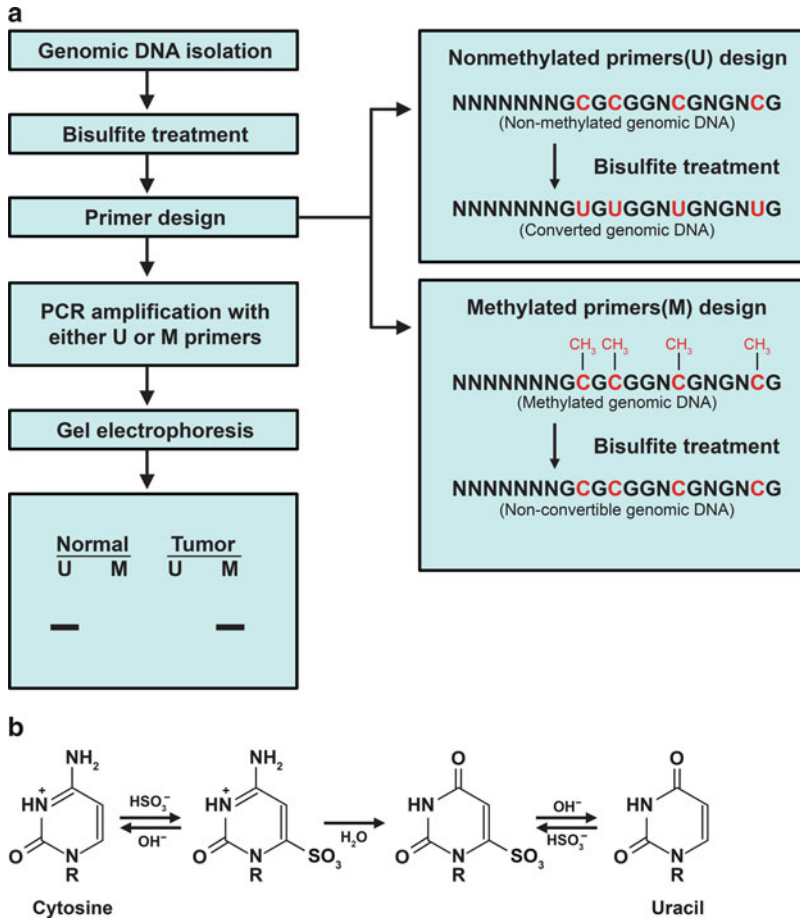 a
Genomic DNA isolation
Bisulfite treatment
Primer design
PCR amplification with
either U or M primers
Gel electrophoresis
Normal Tumor
U M U M
Nonmethylated primers(U) design
NNNNNNNGCGCGGNCGNGNCG
(Non-methylated genomic DNA)
Bisulfite treatment
NNNNNNNGUGUGGNUGNGNUG
(Converted genomic DNA)
Methylated primers(M) design
CH₃ CH₃ CH₃ CH₃
NNNNNNNGCGCGGNCGNGNCG
(Methylated genomic DNA)
Bisulfite treatment
NNNNNNNGCGCGGNCGNGNCG
(Non-convertible genomic DNA)
b
NH₂ NH₂ O O
HN⁺ HSO₃⁻ HN⁺ HN OH⁻ HN
OH⁻ H₂O HSO₃⁻
O N O N SO₃ O N SO₃ O N
R R R R
Cytosine Uracil